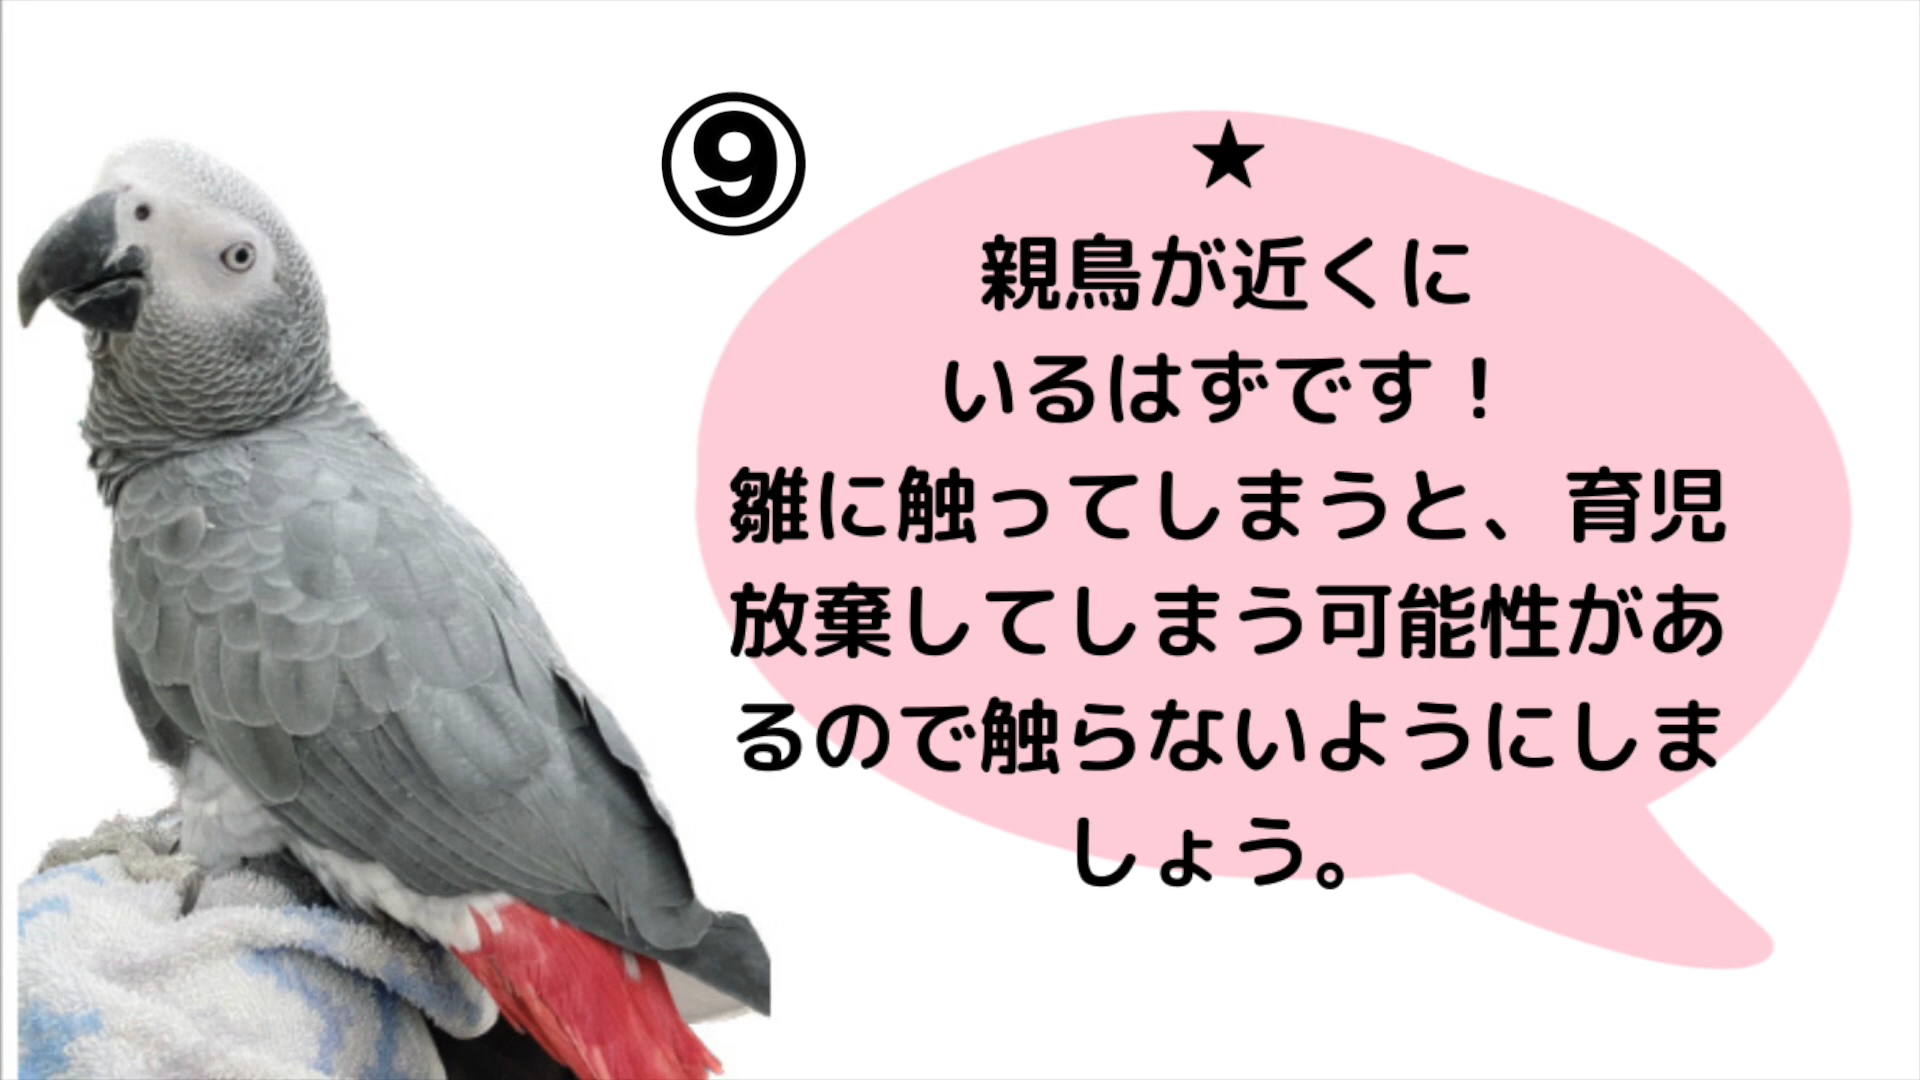 ⑨
★
親鳥が近くに
いるはずです！
雛に触ってしまうと、育児
放棄してしまう可能性があ
るので触らないようにしま
しょう。